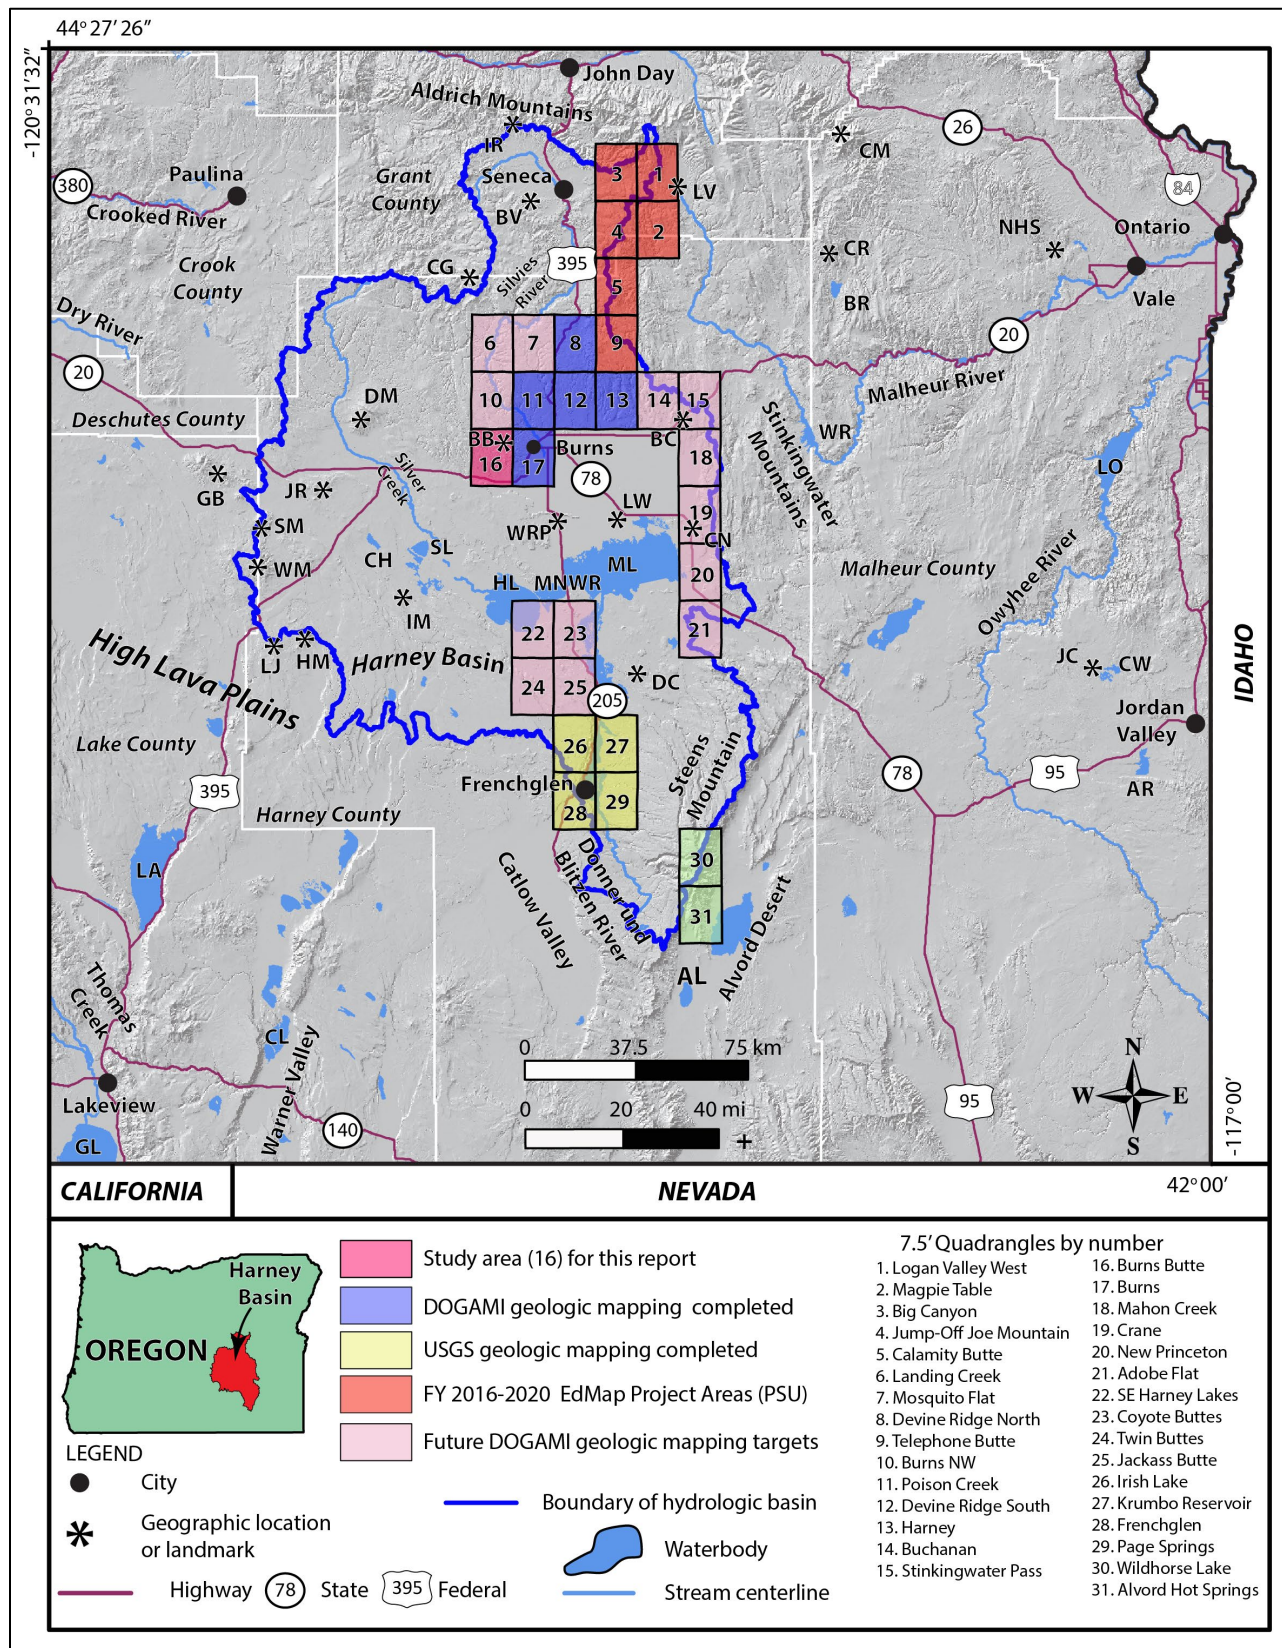 44° 27' 26"
-120° 31' 32"
John Day
Aldrich Mountains
IR
26
CM
380
Paulina
Grant
County
Seneca
3
1
LV
84
Crooked River
BV
4
2
NHS
Ontario
Crook
County
CG
Silvies
River
395
CR
5
BR
Vale
Dry River
6
7
8
9
20
20
Malheur River
DM
10
11
12
13
14
15
Deschutes County
Stinkingwater
Mountains
BB
Burns
BC
WR
16
17
18
LO
GB
JR
Silver
Creek
78
LW
SM
WRP
19
CN
CH
SL
ML
WM
HL
MNWR
20
Malheur County
Owyhee River
IM
22
23
21
LJ
HM
Harney Basin
JC
CW
IDAHO
High Lava Plains
24
25
DC
205
Jordan
Valley
Lake County
26
27
Steens
Mountain
395
Frenchglen
78
95
AR
Harney County
28
29
LA
Catlow Valley
Donner und
Blitzen River
30
31
Alvord Desert
AL
Thomas
Creek
CL
Warner Valley
0
37.5
75 km
N
W
E
S
0
20
40 mi
+
95
-117° 00'
Lakeview
140
GL
CALIFORNIA
NEVADA
42° 00'
Harney
Basin
OREGON
Study area (16) for this report
DOGAMI geologic mapping completed
USGS geologic mapping completed
FY 2016-2020 EdMap Project Areas (PSU)
Future DOGAMI geologic mapping targets
LEGEND
City
Geographic location
or landmark
Boundary of hydrologic basin
Waterbody
Highway
78
State
395
Federal
Stream centerline
7.5' Quadrangles by number
1. Logan Valley West
2. Magpie Table
3. Big Canyon
4. Jump-Off Joe Mountain
5. Calamity Butte
6. Landing Creek
7. Mosquito Flat
8. Devine Ridge North
9. Telephone Butte
10. Burns NW
11. Poison Creek
12. Devine Ridge South
13. Harney
14. Buchanan
15. Stinkingwater Pass
16. Burns Butte
17. Burns
18. Mahon Creek
19. Crane
20. New Princeton
21. Adobe Flat
22. SE Harney Lakes
23. Coyote Buttes
24. Twin Buttes
25. Jackass Butte
26. Irish Lake
27. Krumbo Reservoir
28. Frenchglen
29. Page Springs
30. Wildhorse Lake
31. Alvord Hot Springs